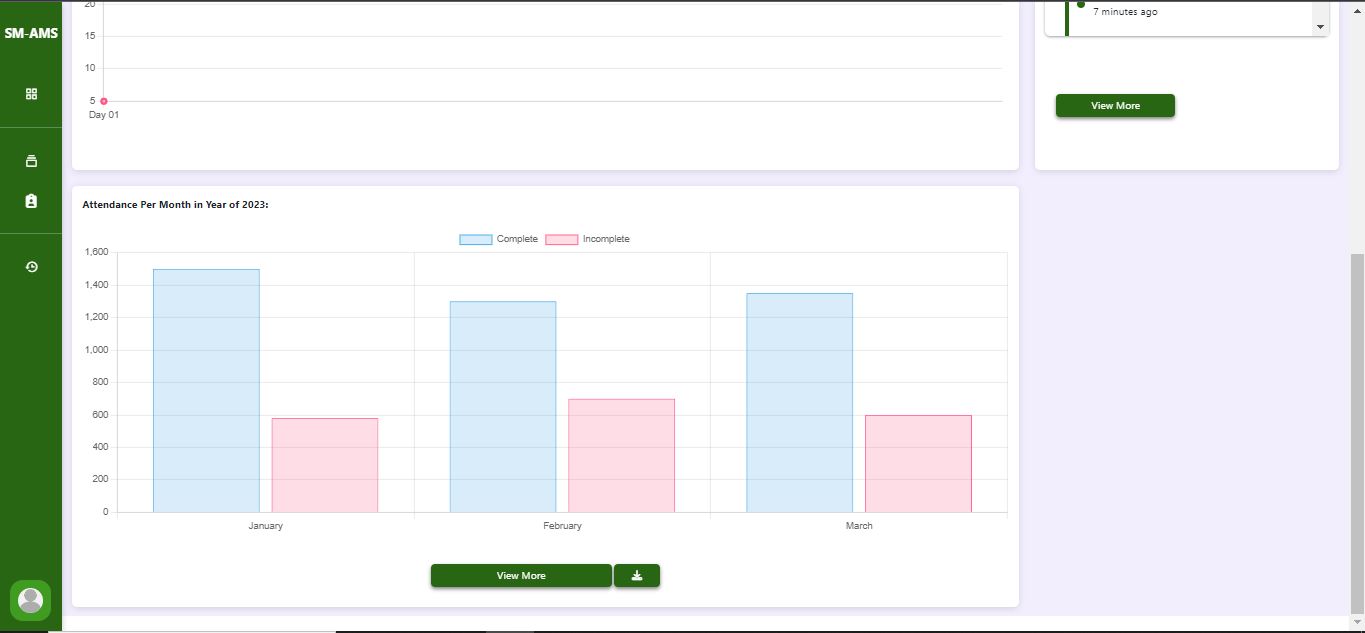 SM-AMS
20
15
10
5
Day 01
7 minutes ago
View More
Attendance Per Month in Year of 2023:
Complete Incomplete
1,600
1,400
1,200
1,000
800
600
400
200
0
January February March
View More